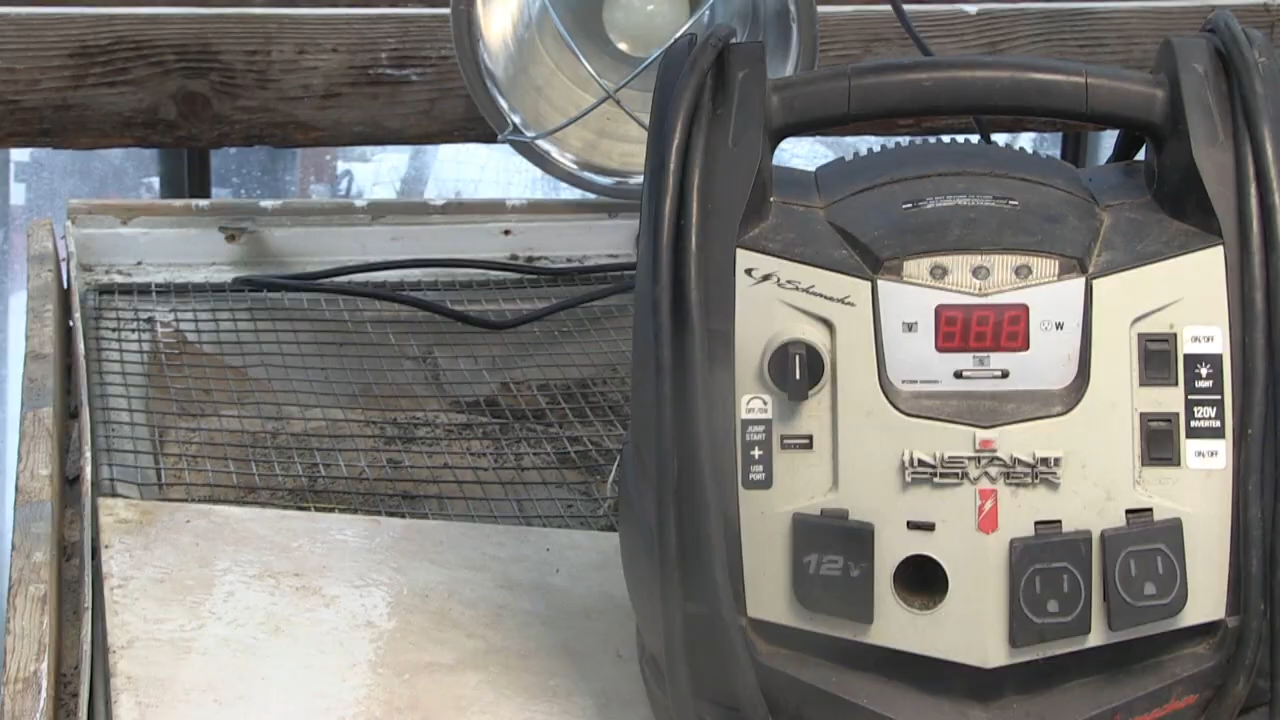 Schumacher
888
V
W
%
OFF/ON
JUMP
START
+
USB
PORT
ON/OFF
LIGHT
120V
INVERTER
ON/OFF
INSTANT
POWER
12v